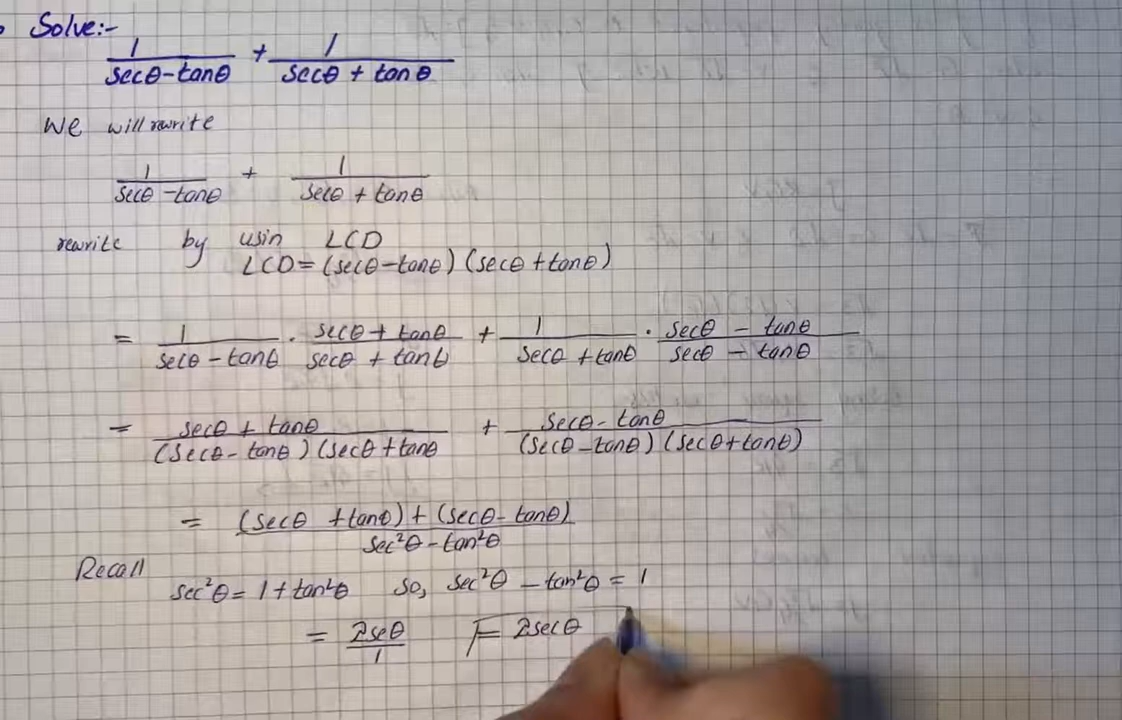 Solve:-
1/(secθ-tanθ) + 1/(secθ + tanθ)
We will rewrite
1/(secθ-tanθ) + 1/(secθ + tanθ)
rewrite by usin LCD
LCD=(secθ-tanθ)(secθ+tanθ)
= 1/(secθ-tanθ) · (secθ+tanθ)/(secθ+tanθ) + 1/(secθ+tanθ) · (secθ - tanθ)/(secθ - tanθ)
= (secθ + tanθ)/((secθ-tanθ)(secθ+tanθ) + (secθ-tanθ)/((secθ-tanθ)(secθ+tanθ))
= ((secθ +tanθ)+(secθ-tanθ))/(sec²θ-tan²θ)
Recall
sec²θ=1+tan²θ so, sec²θ -tan²θ=1
= 2seθ/1 = 2secθ